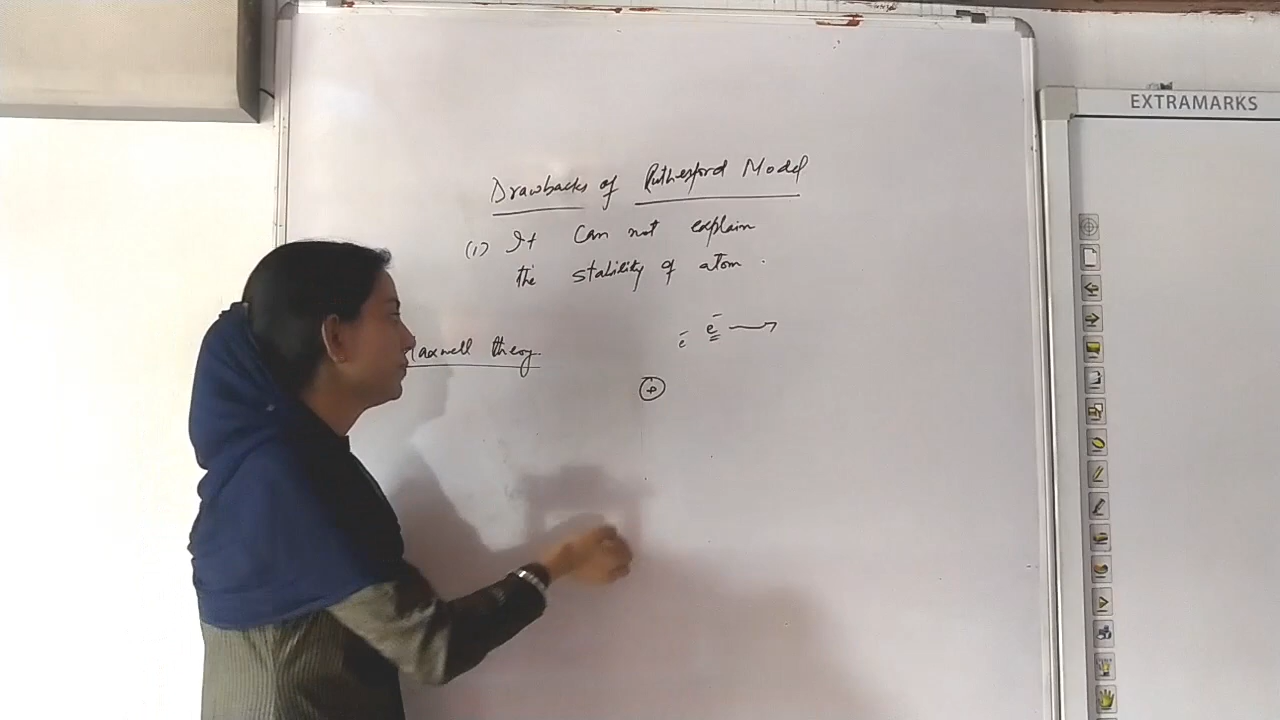 EXTRAMARKS
Drawbacks of Rutherford Model
(1) It can not explain
the stability of atom.
e⁻ e⁻
Maxwell theory
+